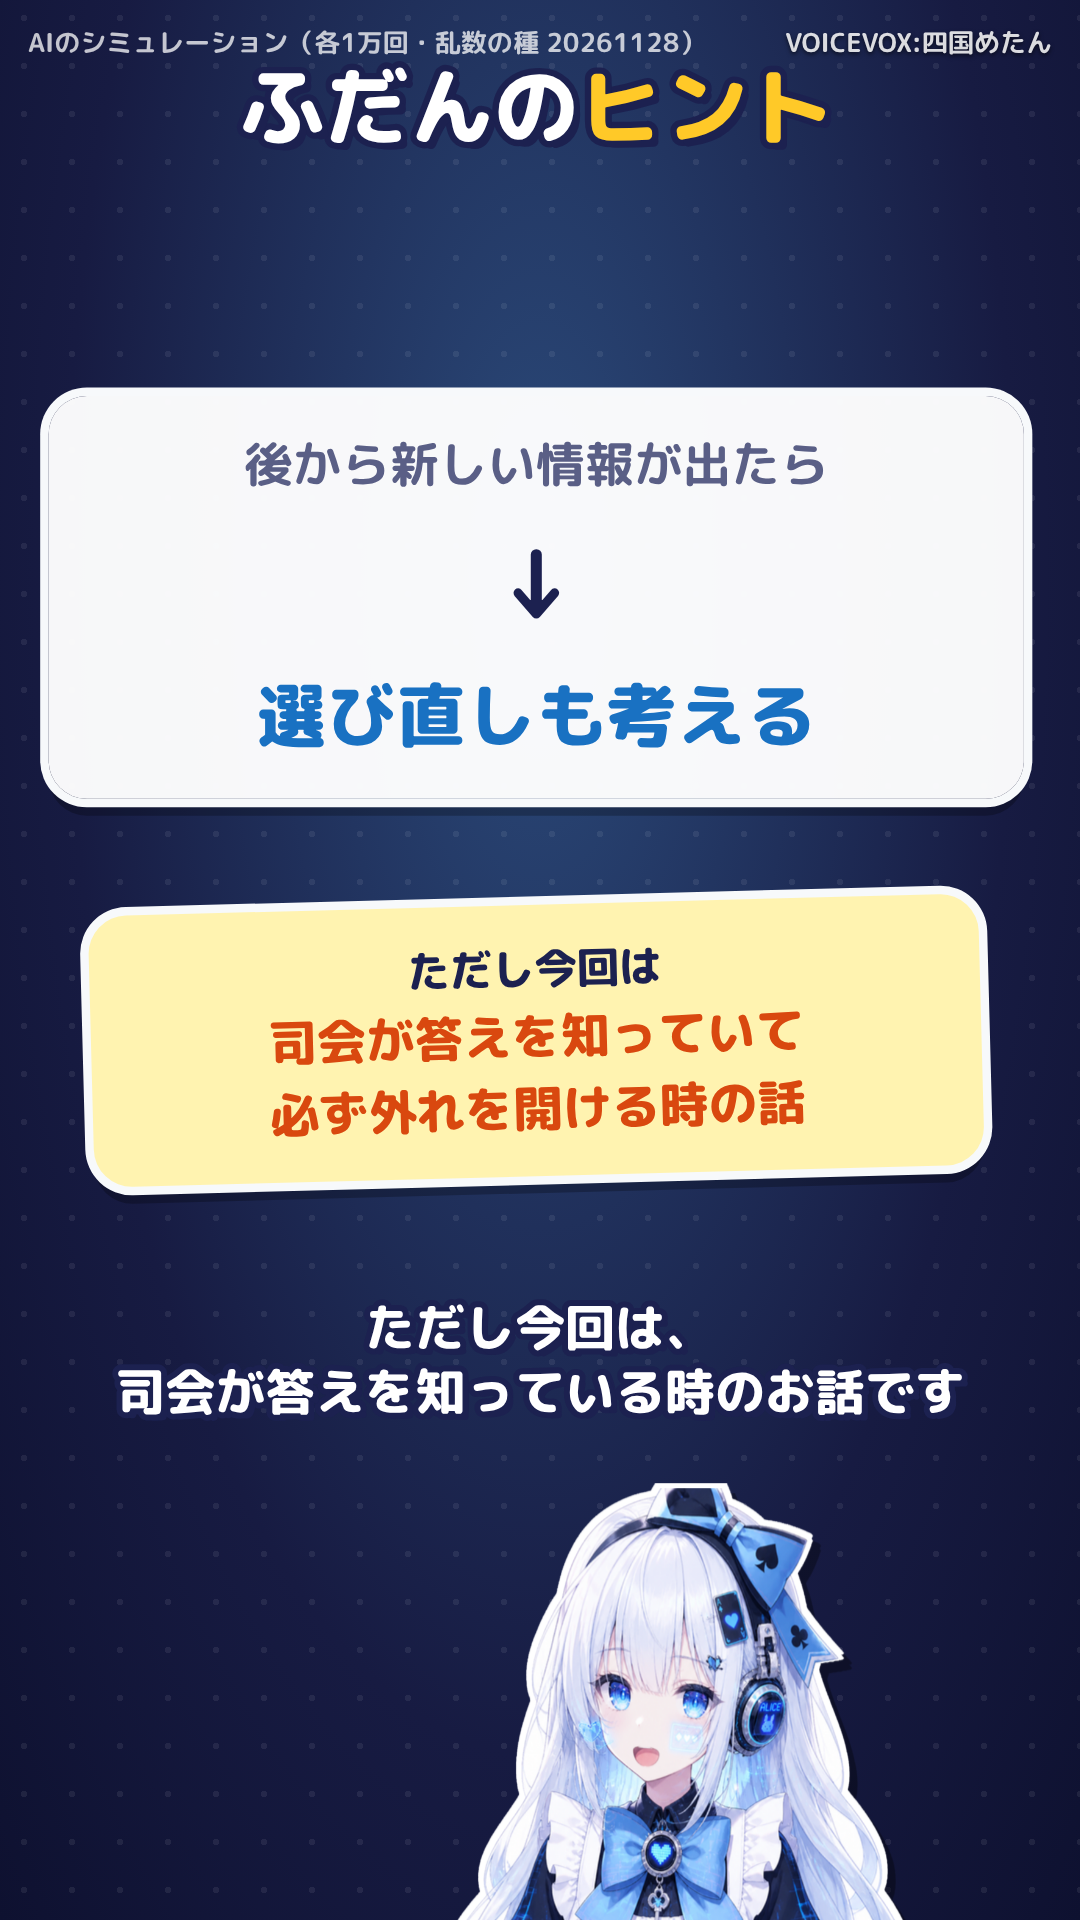 AIのシミュレーション（各1万回・乱数の種 20261128）
VOICEVOX:四国めたん
ふだんのヒント
後から新しい情報が出たら
↓
選び直しも考える
ただし今回は
司会が答えを知っていて
必ず外れを開ける時の話
ただし今回は、
司会が答えを知っている時のお話です
ALICE